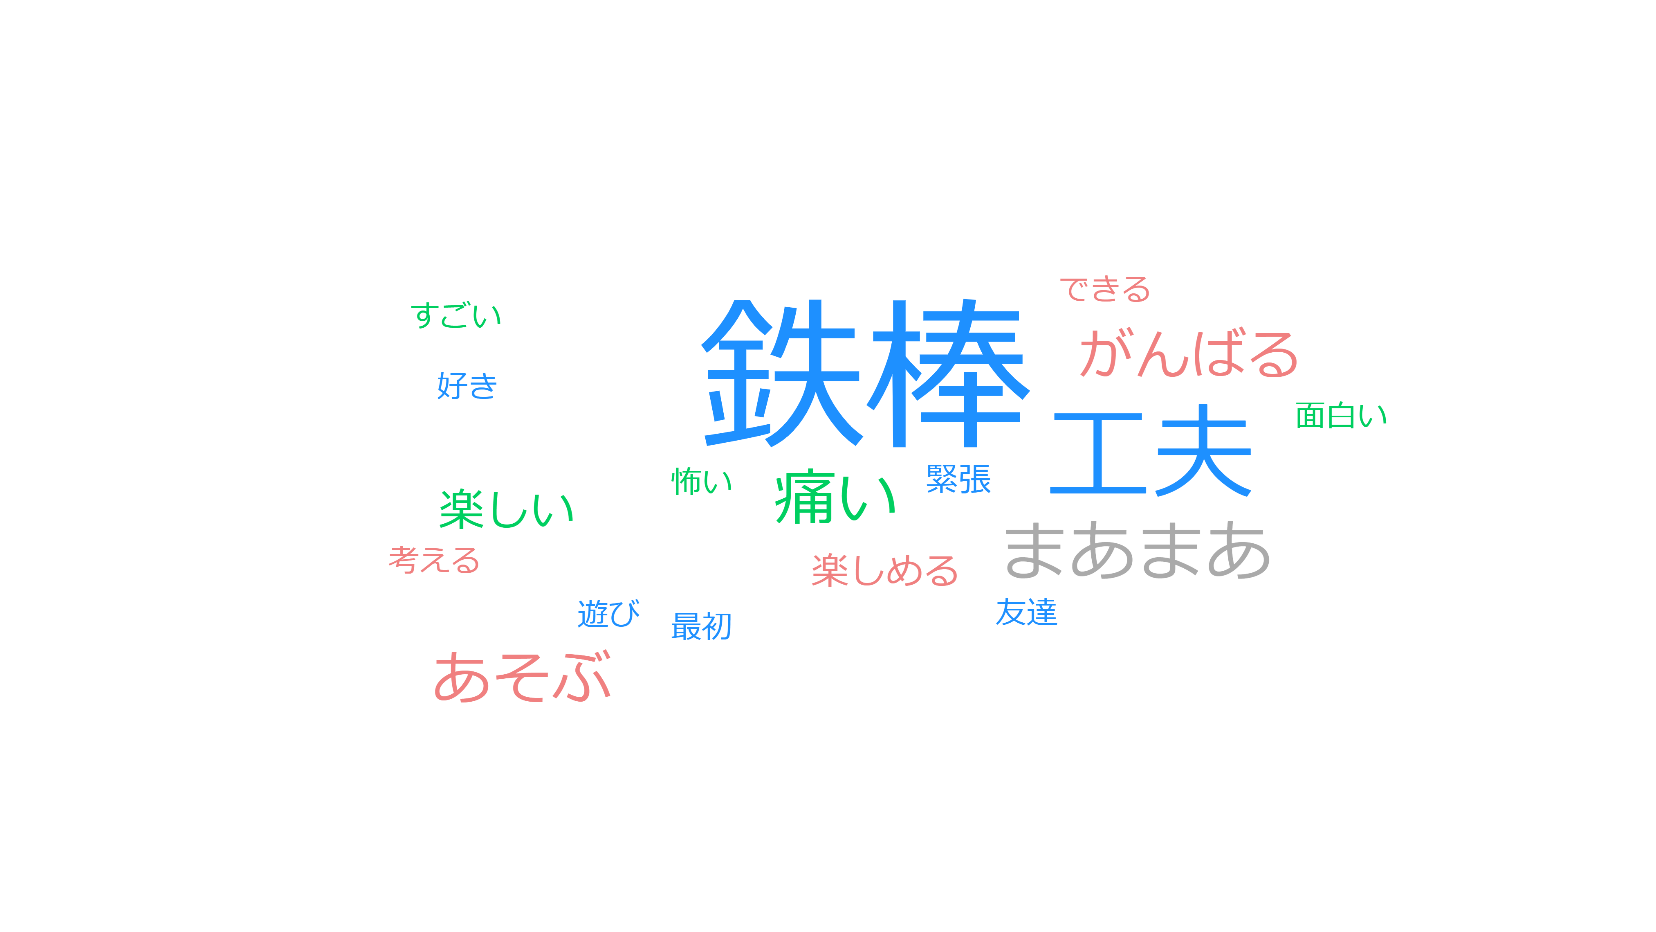 できる
すごい
鉄棒
がんばる
好き
面白い
工夫
怖い
痛い
緊張
楽しい
まあまあ
考える
楽しめる
遊び
最初
友達
あそぶ